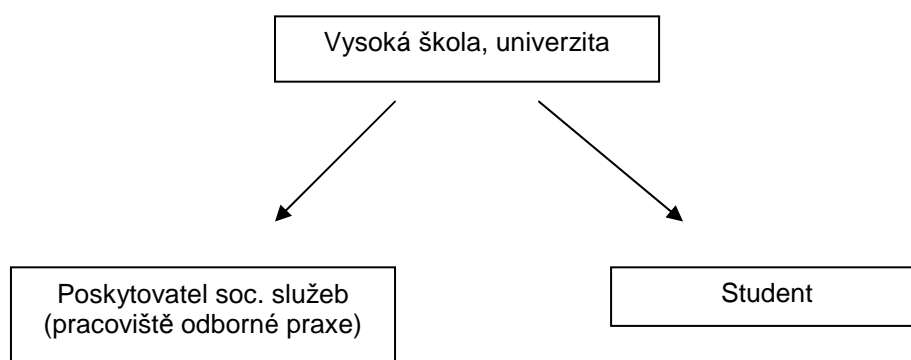 Vysoká škola, univerzita
Poskytovatel soc. služeb
(pracoviště odborné praxe)
Student